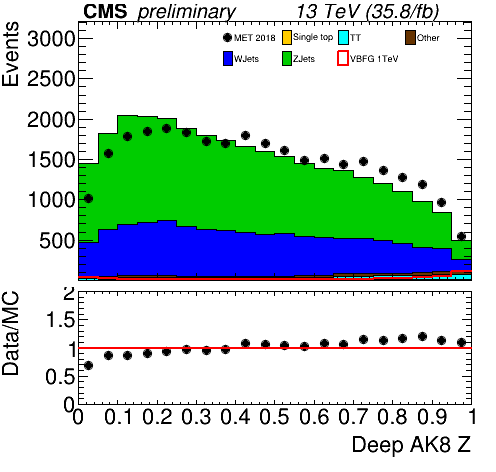 CMS preliminary 13 TeV (35.8/fb)
Events
3000
2500
2000
1500
1000
500
MET 2018 Single top TT Other
WJets ZJets VBFG 1TeV
Data/MC
2
1.5
1
0.5
0
0 0.1 0.2 0.3 0.4 0.5 0.6 0.7 0.8 0.9 1
Deep AK8 Z